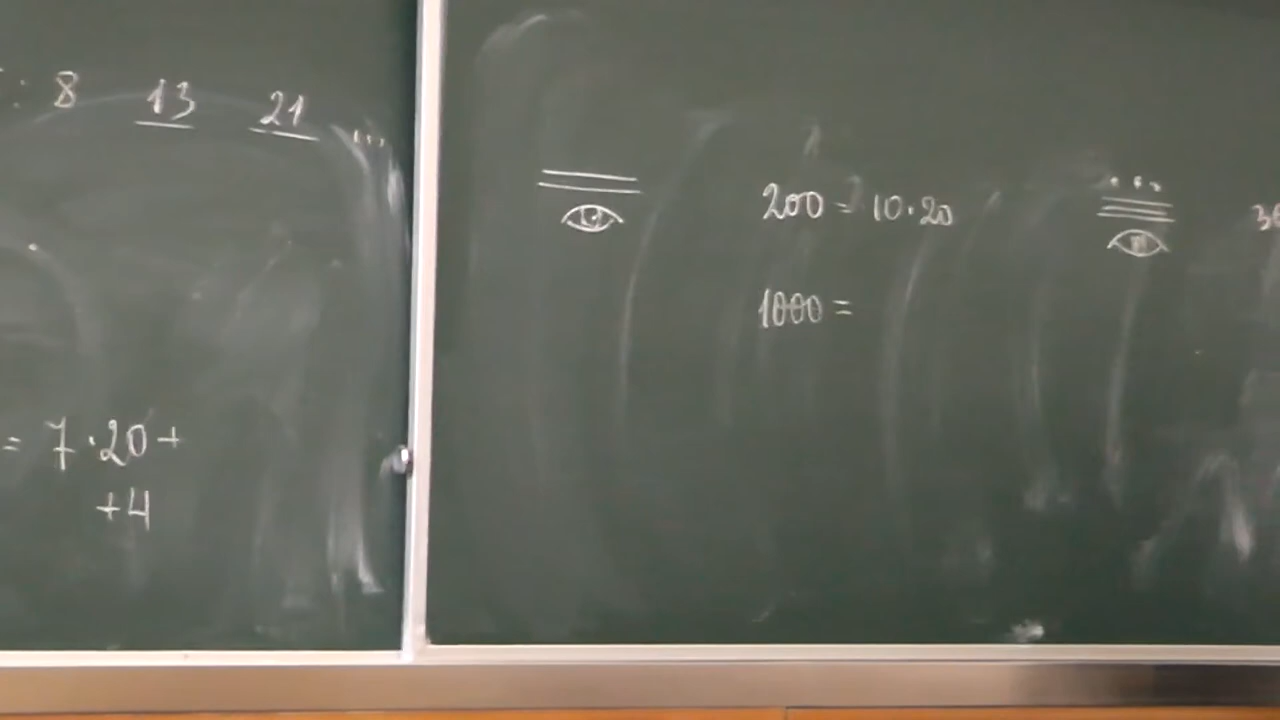 : 8 13 21 ...
= 7·20+
+4
200 = 10·20
1000 =